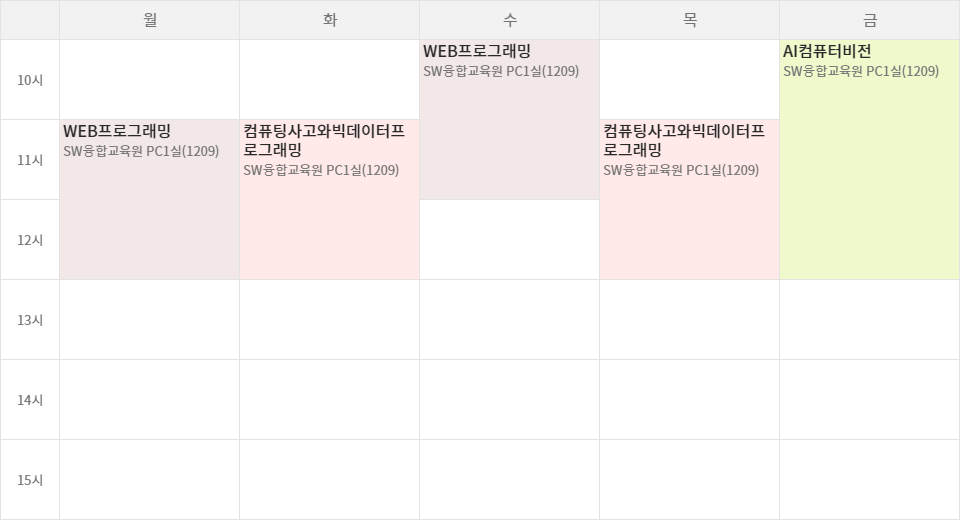 월 화 수 목 금
10시
WEB프로그래밍
SW융합교육원 PC1실(1209)
AI컴퓨터비전
SW융합교육원 PC1실(1209)
11시
WEB프로그래밍
SW융합교육원 PC1실(1209)
컴퓨팅사고와빅데이터프
로그래밍
SW융합교육원 PC1실(1209)
컴퓨팅사고와빅데이터프
로그래밍
SW융합교육원 PC1실(1209)
12시
13시
14시
15시